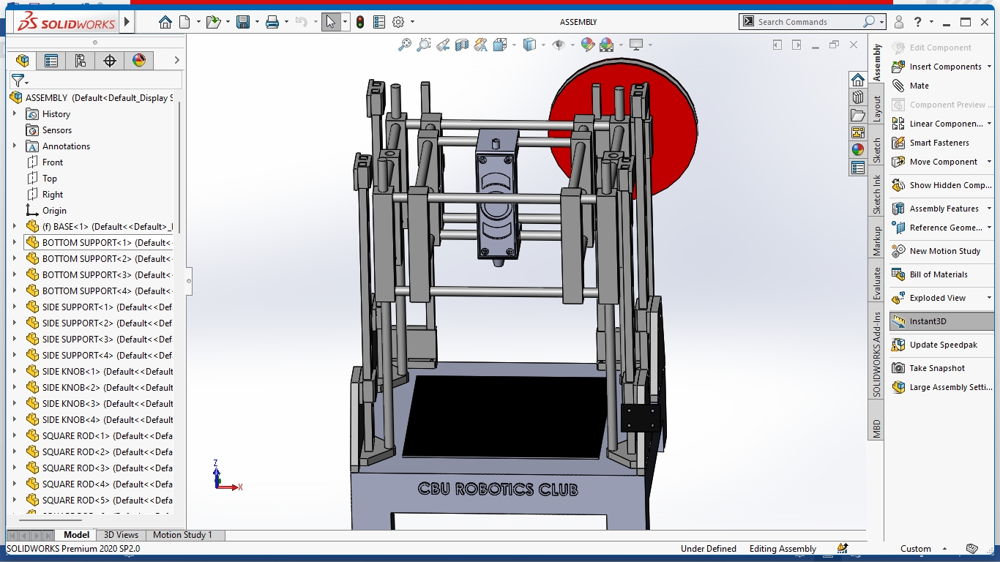 SOLIDWORKS
ASSEMBLY
Search Commands
ASSEMBLY (Default<Default_Display S
History
Sensors
Annotations
Front
Top
Right
Origin
(f) BASE<1> (Default<<Default>_
BOTTOM SUPPORT<1> (Default<
BOTTOM SUPPORT<2> (Default<
BOTTOM SUPPORT<3> (Default<
BOTTOM SUPPORT<4> (Default<
SIDE SUPPORT<1> (Default<<Def
SIDE SUPPORT<2> (Default<<Def
SIDE SUPPORT<3> (Default<<Def
SIDE SUPPORT<4> (Default<<Def
SIDE KNOB<1> (Default<<Default
SIDE KNOB<2> (Default<<Default
SIDE KNOB<3> (Default<<Default
SIDE KNOB<4> (Default<<Default
SQUARE ROD<1> (Default<<Defa
SQUARE ROD<2> (Default<<Defa
SQUARE ROD<3> (Default<<Defa
SQUARE ROD<4> (Default<<Defa
SQUARE ROD<5> (Default<<Defa
Z
X
CBU ROBOTICS CLUB
Assembly
Layout
Sketch
Sketch Ink
Markup
Evaluate
SOLIDWORKS Add-Ins
MBD
Edit Component
Insert Components
Mate
Component Preview ...
Linear Componen...
Smart Fasteners
Move Component
Show Hidden Comp...
Assembly Features
Reference Geome...
New Motion Study
Bill of Materials
Exploded View
Instant3D
Update Speedpak
Take Snapshot
Large Assembly Setti...
Model
3D Views
Motion Study 1
SOLIDWORKS Premium 2020 SP2.0
Under Defined
Editing Assembly
Custom